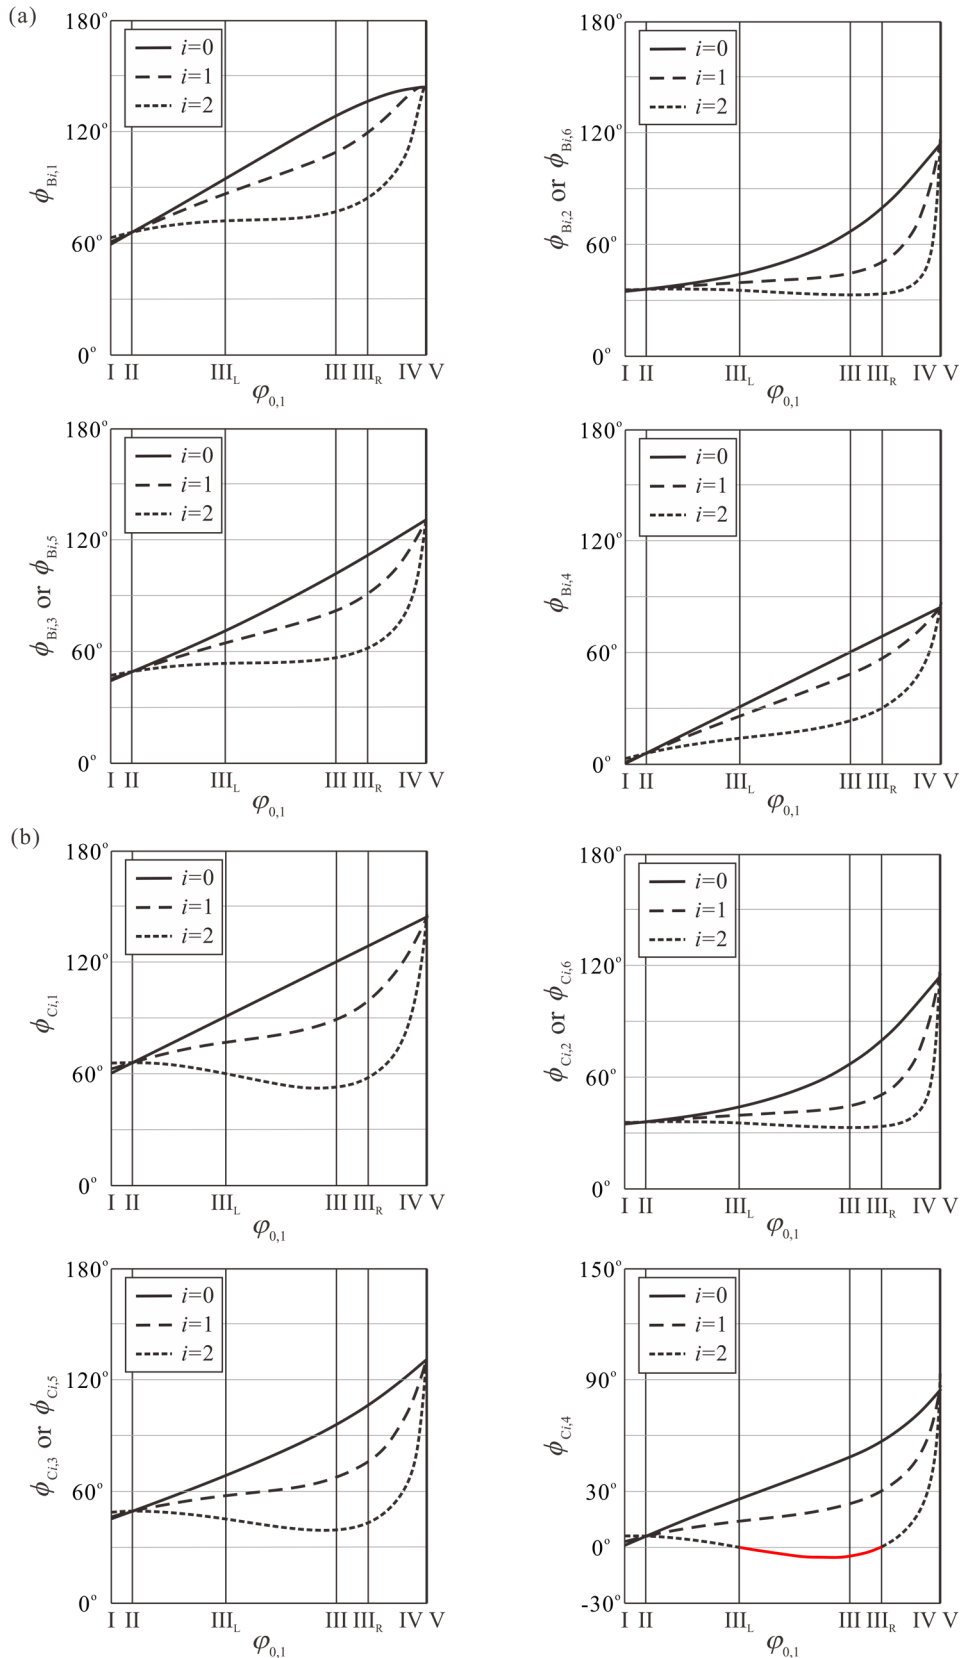 (a)
180°
120°
60°
0°
ϕBi,1
i=0
i=1
i=2
I II IIIL III IIIR IV V
φ0,1
180°
120°
60°
0°
ϕBi,2 or ϕBi,6
i=0
i=1
i=2
I II IIIL III IIIR IV V
φ0,1
180°
120°
60°
0°
ϕBi,3 or ϕBi,5
i=0
i=1
i=2
I II IIIL III IIIR IV V
φ0,1
180°
120°
60°
0°
ϕBi,4
i=0
i=1
i=2
I II IIIL III IIIR IV V
φ0,1
(b)
180°
120°
60°
0°
ϕCi,1
i=0
i=1
i=2
I II IIIL III IIIR IV V
φ0,1
180°
120°
60°
0°
ϕCi,2 or ϕCi,6
i=0
i=1
i=2
I II IIIL III IIIR IV V
φ0,1
180°
120°
60°
0°
ϕCi,3 or ϕCi,5
i=0
i=1
i=2
I II IIIL III IIIR IV V
φ0,1
150°
90°
30°
0°
-30°
ϕCi,4
i=0
i=1
i=2
I II IIIL III IIIR IV V
φ0,1